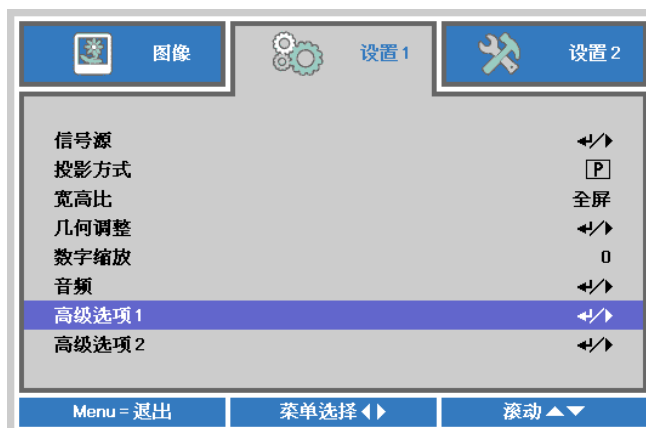 图像
设置1
设置2
信号源
投影方式 P
宽高比 全屏
几何调整
数字缩放 0
音频
高级选项1
高级选项2
Menu = 退出
菜单选择
滚动